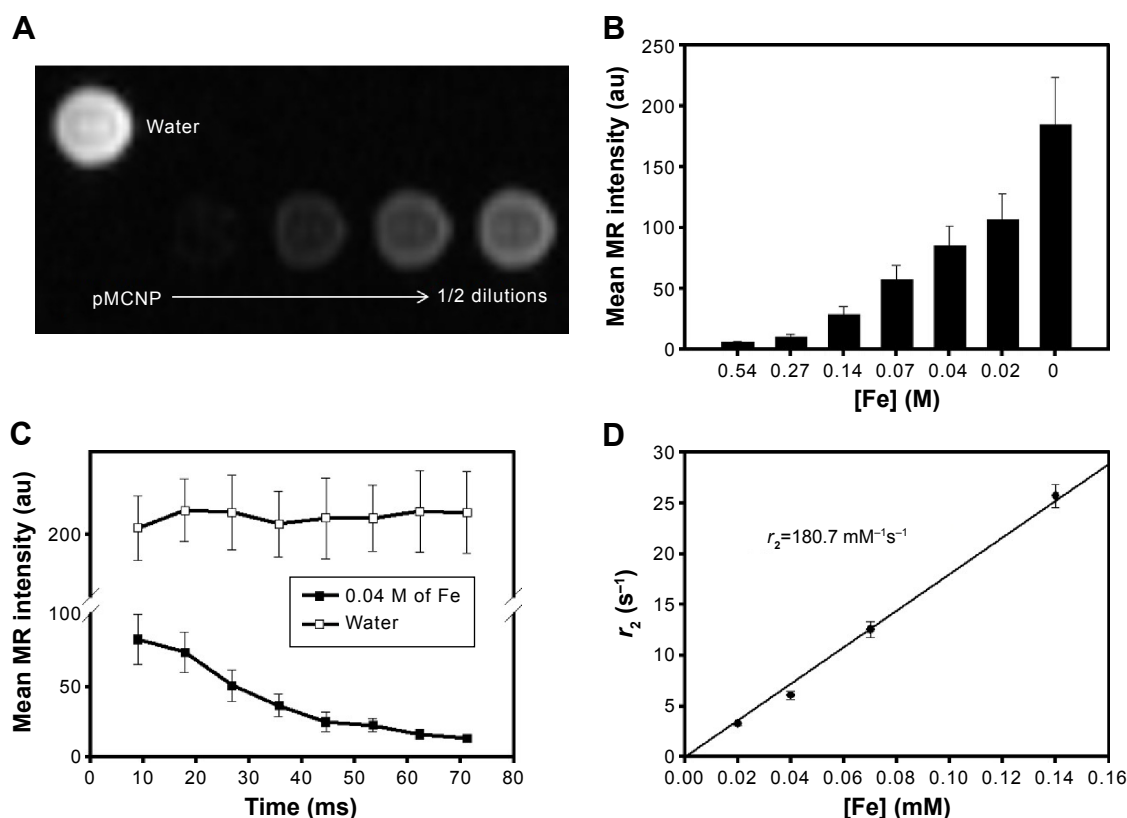 A
Water
pMCNP
1/2 dilutions
B
Mean MR intensity (au)
250
200
150
100
50
0
0.54 0.27 0.14 0.07 0.04 0.02 0
[Fe] (M)
C
Mean MR intensity (au)
200
100
50
0
0.04 M of Fe
Water
0 10 20 30 40 50 60 70 80
Time (ms)
D
r₂ (s⁻¹)
30
25
20
15
10
5
0
r₂=180.7 mM⁻¹s⁻¹
0.00 0.02 0.04 0.06 0.08 0.10 0.12 0.14 0.16
[Fe] (mM)